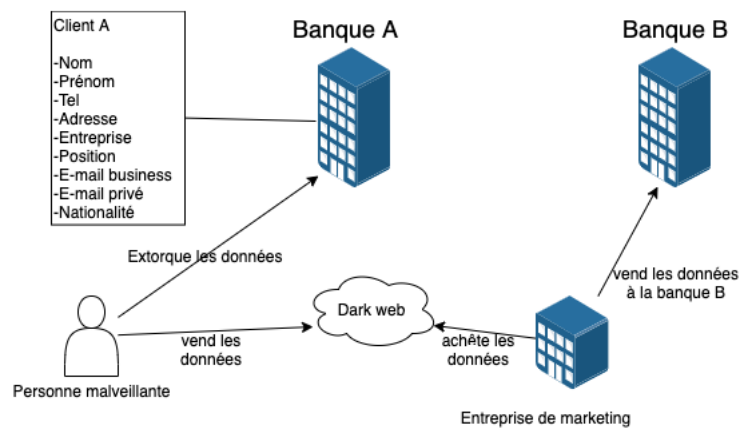 Client A
-Nom
-Prénom
-Tel
-Adresse
-Entreprise
-Position
-E-mail business
-E-mail privé
-Nationalité
Banque A
Banque B
Extorque les données
vend les données
à la banque B
Dark web
vend les
données
achête les
données
Personne malveillante
Entreprise de marketing